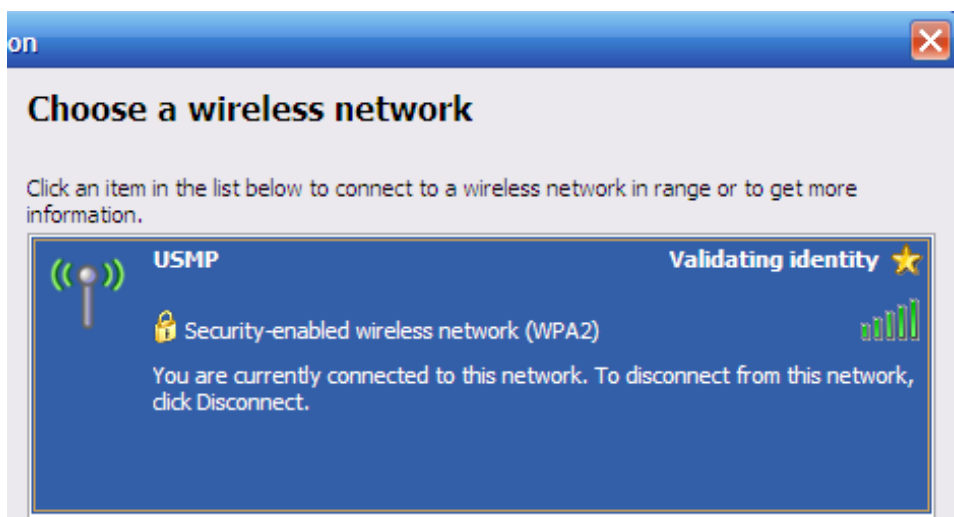 on
Choose a wireless network
Click an item in the list below to connect to a wireless network in range or to get more
information.
USMP Validating identity
Security-enabled wireless network (WPA2)
You are currently connected to this network. To disconnect from this network,
click Disconnect.